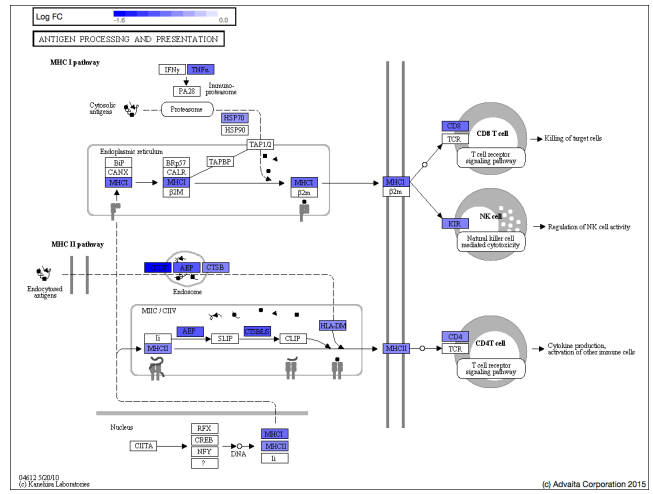 Log FC
-1.6
0.0
ANTIGEN PROCESSING AND PRESENTATION
MHC I pathway
IFNγ
TNFα
PA28
Immuno-
proteasome
Cytosolic
antigens
Proteasome
HSP70
HSP90
TAP1/2
Endoplasmic reticulum
BiP
CANX
MHCI
BRp57
CALR
MHCI
β2M
TAPBP
MHCI
β2m
MHCI
β2m
CD8
TCR
CD8 T cell
T cell receptor
signaling pathway
Killing of target cells
KIR
NK cell
Natural killer cell
mediated cytotoxicity
Regulation of NK cell activity
MHC II pathway
Endocytosed
antigens
AEP
CTSB
Endosome
MIIC / CIIV
Ii
MHCII
AEP
SLIP
CTSB/L/S
CLIP
HLA-DM
MHCII
CD4
TCR
CD4T cell
T cell receptor
signaling pathway
Cytokine production,
activation of other immune cells
Nucleus
CIITA
RFX
CREB
NFY
?
DNA
MHCI
MHCII
Ii
04612 5/20/10
(c) Kanehisa Laboratories
(c) Advaita Corporation 2015